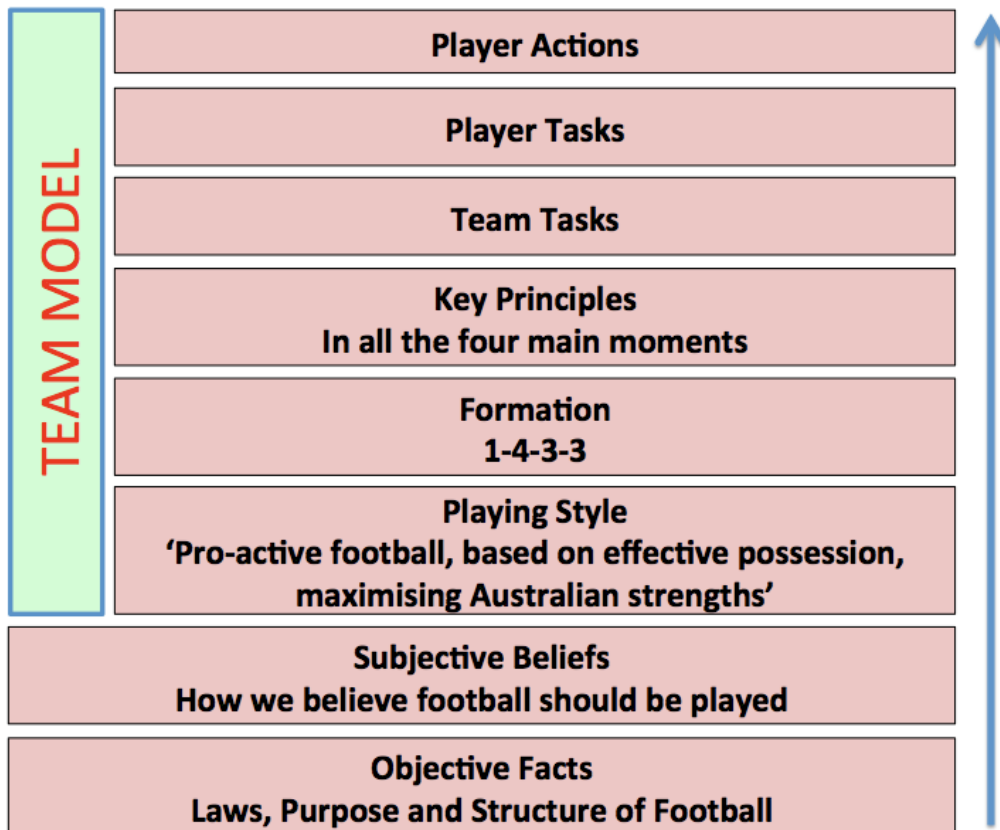 TEAM MODEL
Player Actions
Player Tasks
Team Tasks
Key Principles
In all the four main moments
Formation
1-4-3-3
Playing Style
‘Pro-active football, based on effective possession,
maximising Australian strengths’
Subjective Beliefs
How we believe football should be played
Objective Facts
Laws, Purpose and Structure of Football